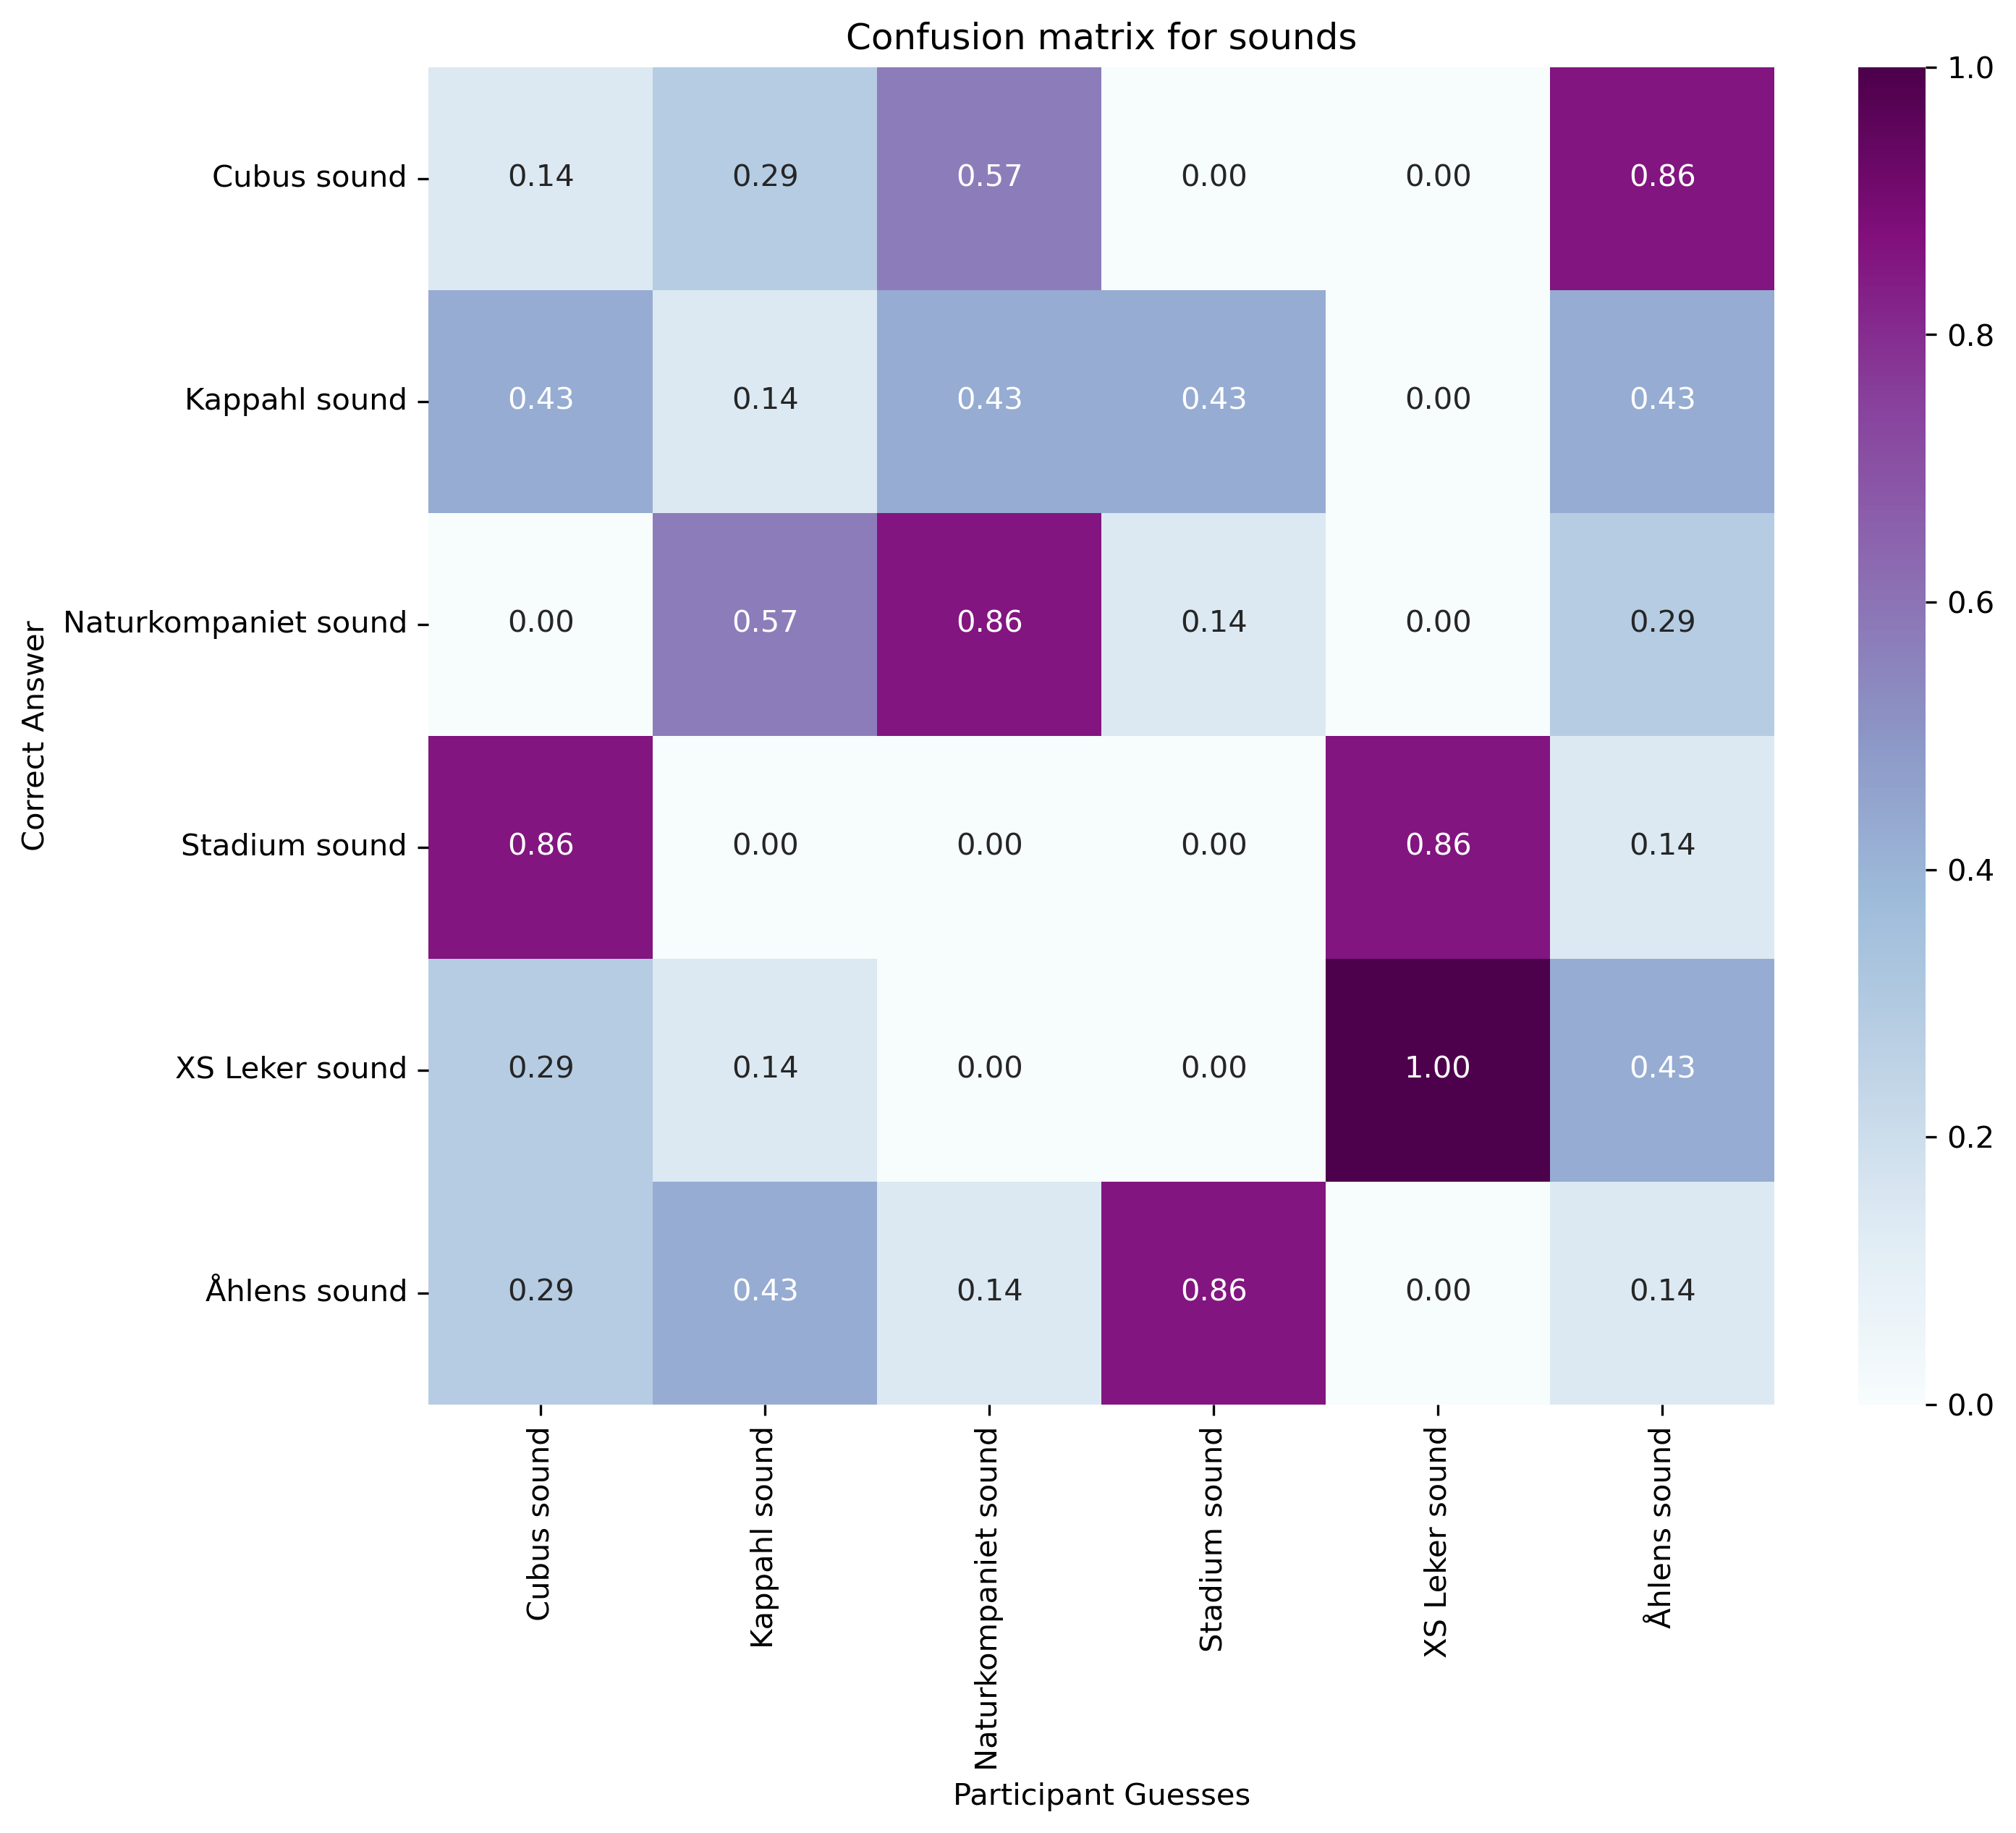 Confusion matrix for sounds
Correct Answer
Cubus sound 0.14 0.29 0.57 0.00 0.00 0.86
Kappahl sound 0.43 0.14 0.43 0.43 0.00 0.43
Naturkompaniet sound 0.00 0.57 0.86 0.14 0.00 0.29
Stadium sound 0.86 0.00 0.00 0.00 0.86 0.14
XS Leker sound 0.29 0.14 0.00 0.00 1.00 0.43
Åhlens sound 0.29 0.43 0.14 0.86 0.00 0.14
Cubus sound
Kappahl sound
Naturkompaniet sound
Stadium sound
XS Leker sound
Åhlens sound
Participant Guesses
1.0
0.8
0.6
0.4
0.2
0.0